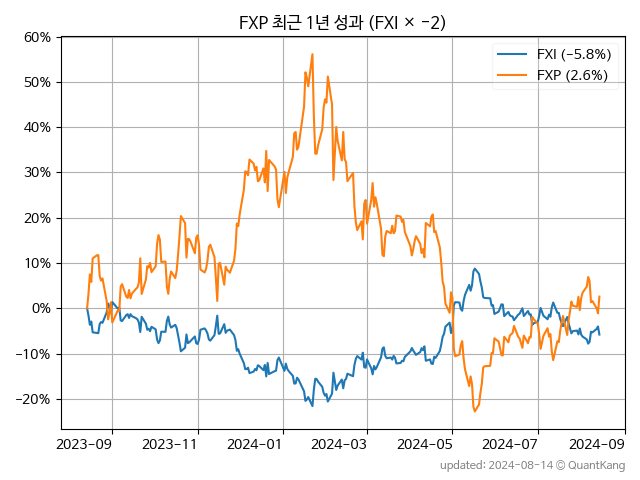 FXP 최근 1년 성과 (FXI × −2)
FXI (−5.8%)
FXP (2.6%)
60%
50%
40%
30%
20%
10%
0%
−10%
−20%
2023−09 2023−11 2024−01 2024−03 2024−05 2024−07 2024−09
updated: 2024−08−14 © QuantKang